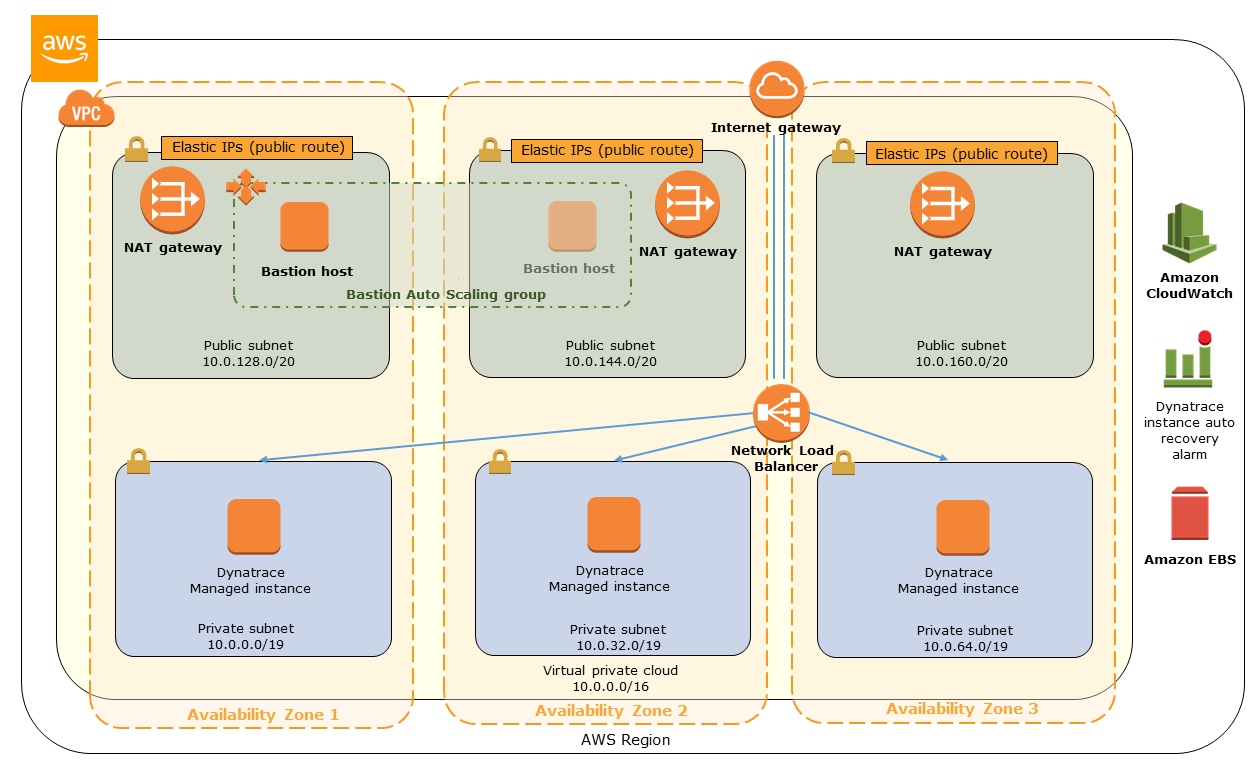 aws
VPC
Internet gateway
Elastic IPs (public route)
Elastic IPs (public route)
Elastic IPs (public route)
NAT gateway
Bastion host
Bastion host
NAT gateway
NAT gateway
Bastion Auto Scaling group
Public subnet
10.0.128.0/20
Public subnet
10.0.144.0/20
Public subnet
10.0.160.0/20
Amazon
CloudWatch
Dynatrace
instance auto
recovery
alarm
Amazon EBS
Network Load
Balancer
Dynatrace
Managed instance
Private subnet
10.0.0.0/19
Dynatrace
Managed instance
Private subnet
10.0.32.0/19
Dynatrace
Managed instance
Private subnet
10.0.64.0/19
Virtual private cloud
10.0.0.0/16
Availability Zone 1
Availability Zone 2
Availability Zone 3
AWS Region